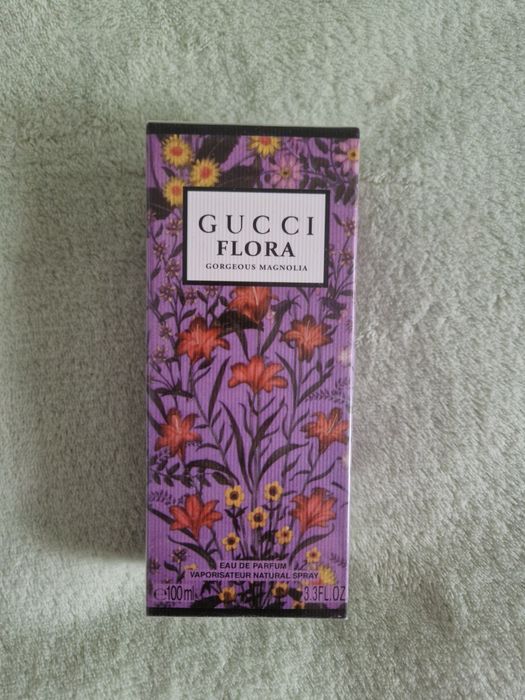 GUCCI
FLORA
GORGEOUS MAGNOLIA
EAU DE PARFUM
VAPORISATEUR NATURAL SPRAY
℮100ml 3.3FL.OZ